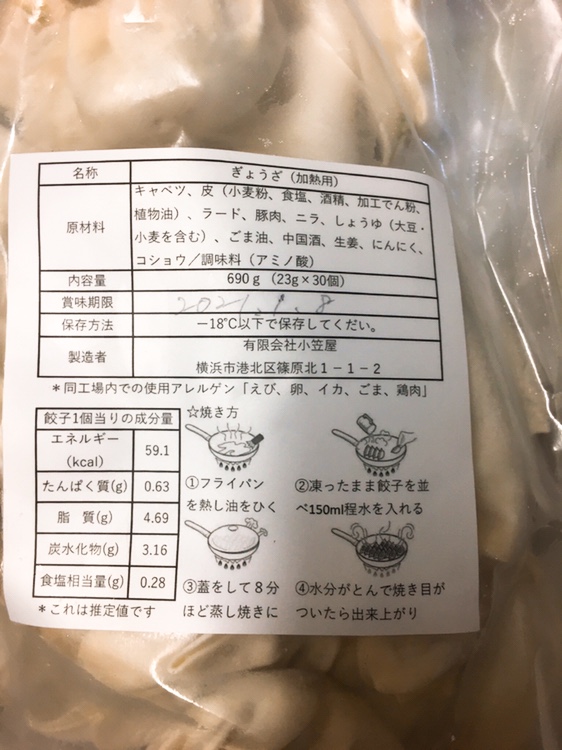 名称 ぎょうざ（加熱用）
原材料 キャベツ、皮（小麦粉、食塩、酒精、加工でん粉、
植物油）、ラード、豚肉、ニラ、しょうゆ（大豆・
小麦を含む）、ごま油、中国酒、生姜、にんにく、
コショウ／調味料（アミノ酸）
内容量 690ｇ（23g×30個）
賞味期限 2021.1.8
保存方法 －18℃以下で保存してくだい。
製造者 有限会社小笠屋
横浜市港北区篠原北１－１－２
＊同工場内での使用アレルゲン「えび、卵、イカ、ごま、鶏肉」
餃子1個当りの成分量
エネルギー(kcal) 59.1
たんぱく質(g) 0.63
脂 質(g) 4.69
炭水化物(g) 3.16
食塩相当量(g) 0.28
＊これは推定値です
☆焼き方
①フライパン
を熱し油をひく
②凍ったまま餃子を並
べ150ml程水を入れる
③蓋をして８分
ほど蒸し焼きに
④水分がとんで焼き目が
ついたら出来上がり